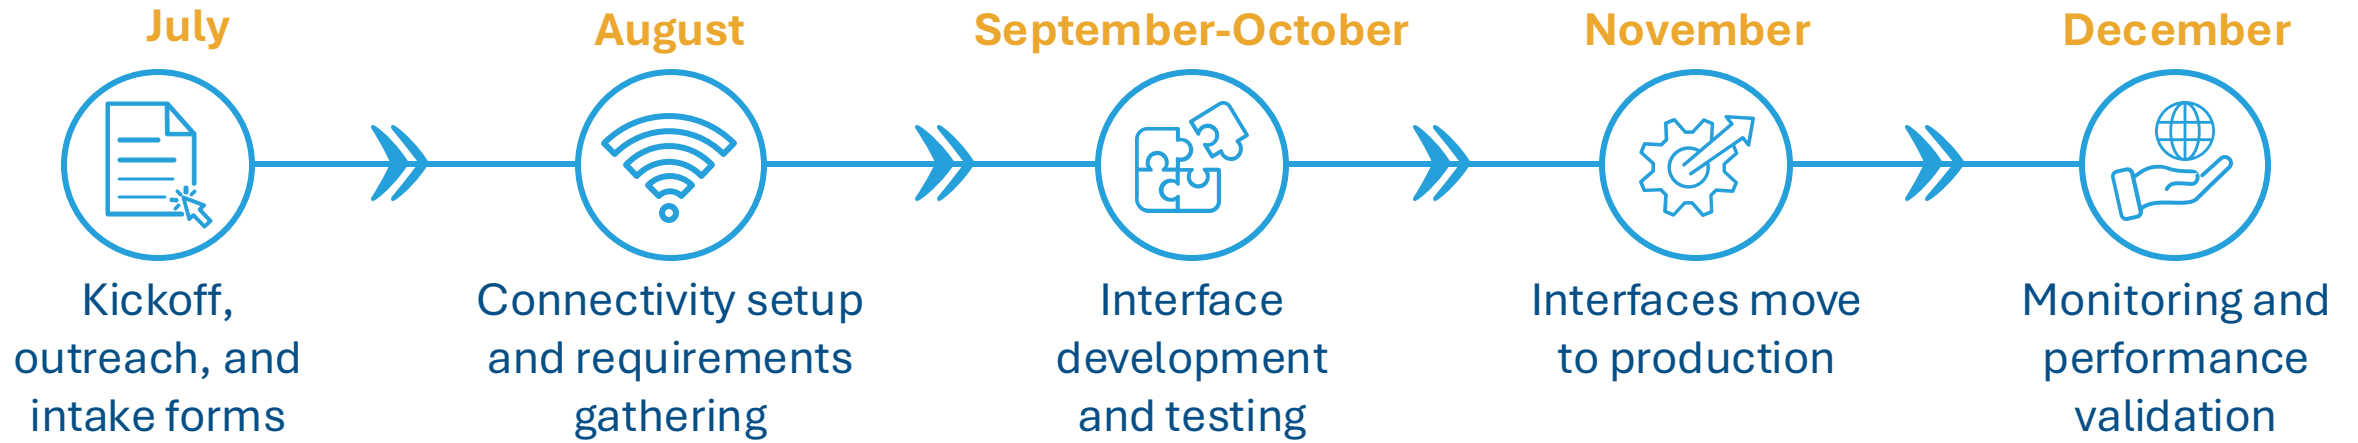 July
Kickoff,
outreach, and
intake forms
August
Connectivity setup
and requirements
gathering
September-October
Interface
development
and testing
November
Interfaces move
to production
December
Monitoring and
performance
validation